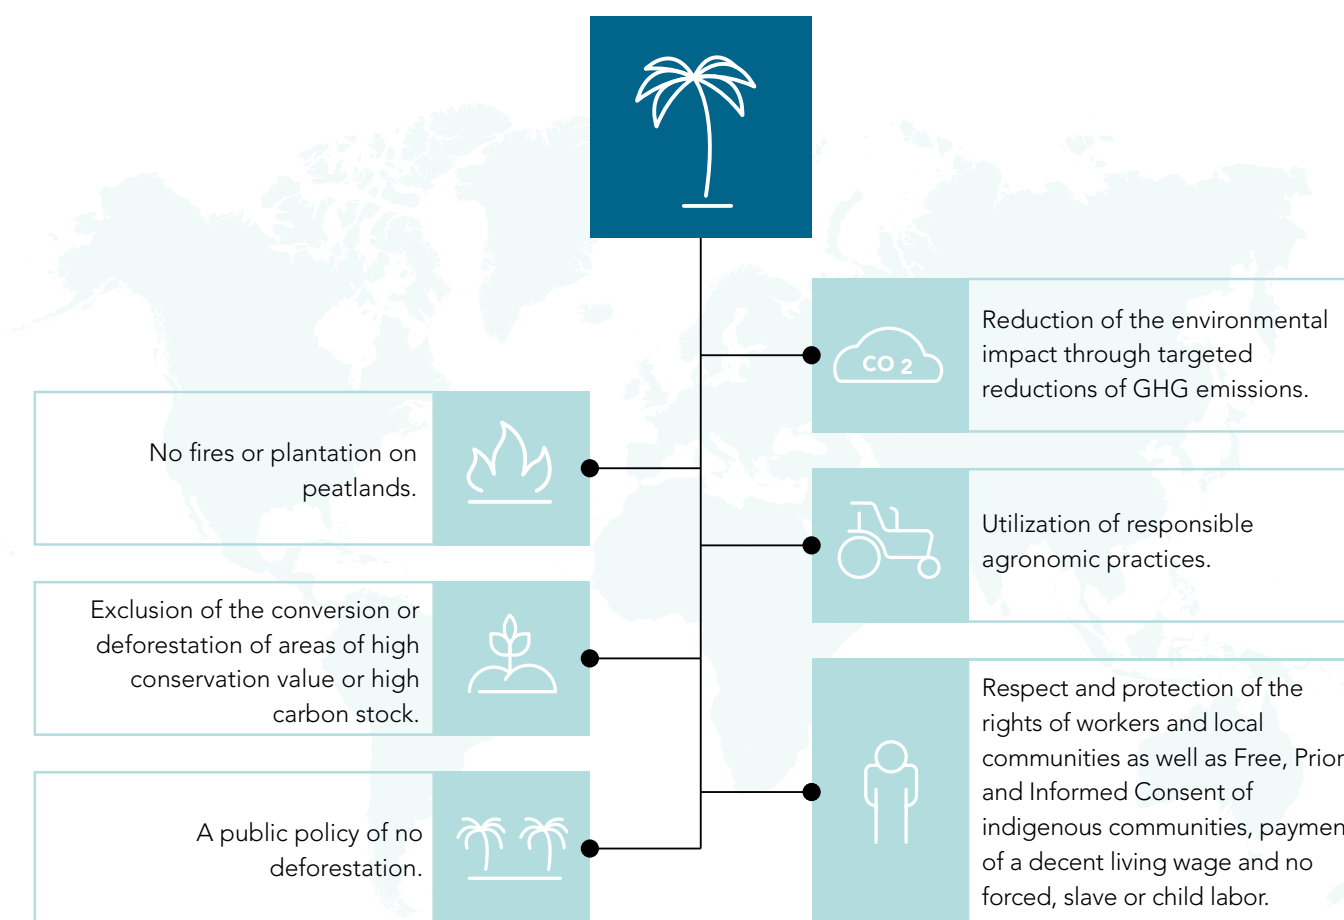 CO 2
Reduction of the environmental
impact through targeted
reductions of GHG emissions.
No fires or plantation on
peatlands.
Utilization of responsible
agronomic practices.
Exclusion of the conversion or
deforestation of areas of high
conservation value or high
carbon stock.
Respect and protection of the
rights of workers and local
communities as well as Free, Prior
and Informed Consent of
indigenous communities, paymen
of a decent living wage and no
forced, slave or child labor.
A public policy of no
deforestation.